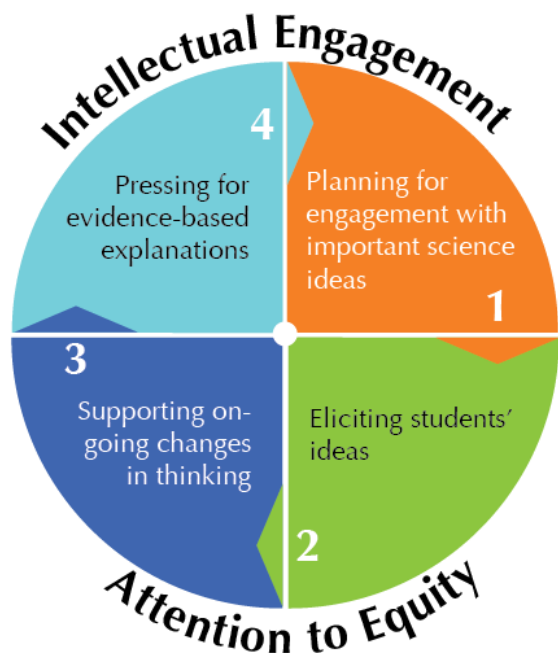 Intellectual Engagement
4
Pressing for
evidence-based
explanations
Planning for
engagement with
important science
ideas
1
3
Supporting on-
going changes
in thinking
Eliciting students’
ideas
2
Attention to Equity